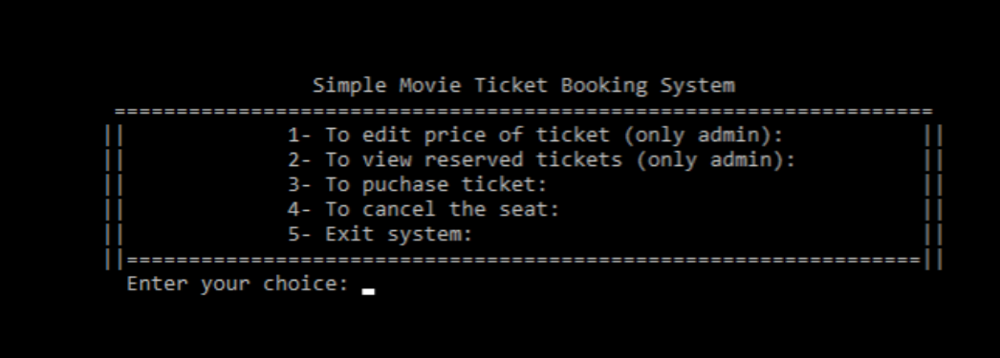 Simple Movie Ticket Booking System
==================================================================
|| 1- To edit price of ticket (only admin): ||
|| 2- To view reserved tickets (only admin): ||
|| 3- To puchase ticket: ||
|| 4- To cancel the seat: ||
|| 5- Exit system: ||
||================================================================||
Enter your choice: _